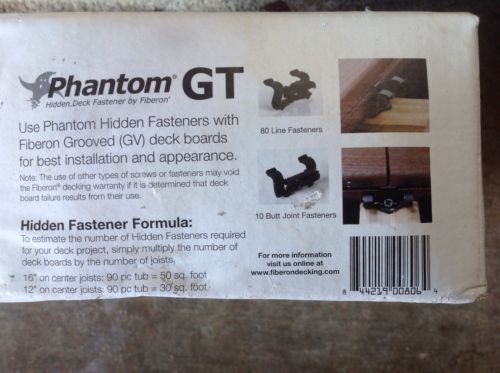 Phantom® GT
Hidden Deck Fastener by Fiberon®
Use Phantom Hidden Fasteners with
Fiberon Grooved (GV) deck boards
for best installation and appearance.
Note: The use of other types of screws or fasteners may void
the Fiberon® decking warranty if it is determined that deck
board failure results from their use.
80 Line Fasteners
10 Butt Joint Fasteners
Hidden Fastener Formula:
To estimate the number of Hidden Fasteners required
for your deck project, simply multiply the number of
deck boards by the number of joists.
16" on center joists: 90 pc tub = 50 sq. foot
12" on center joists: 90 pc tub = 30 sq. foot
For more information
visit us online at
www.fiberondecking.com
8 44219 00806 4